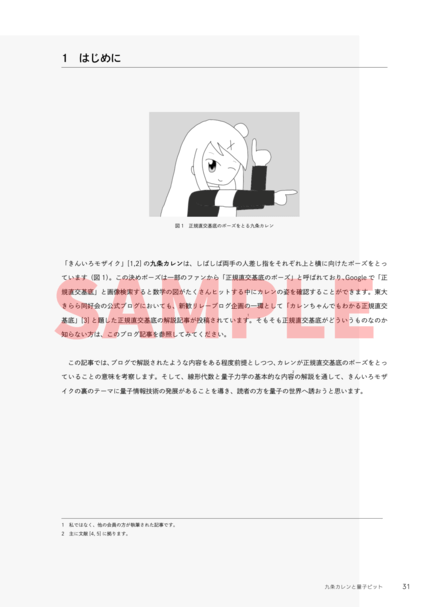 1 はじめに
図 1 正規直交基底のポーズをとる九条カレン
『きんいろモザイク』[1,2] の九条カレンは、しばしば両手の人差し指をそれぞれ上と横に向けたポーズをとっ
ています（図 1）。この決めポーズは一部のファンから「正規直交基底のポーズ」と呼ばれており、Google で「正
規直交基底」と画像検索すると数学の図がたくさんヒットする中にカレンの姿を確認することができます。東大
きらら同好会の公式ブログにおいても、新歓リレーブログ企画の一環として「カレンちゃんでもわかる正規直交
基底」[3] と題した正規直交基底の解説記事が投稿されています。そもそも正規直交基底がどういうものなのか
知らない方は、このブログ記事を参照してみてください。
SAMPLE
この記事では、ブログで解説されたような内容をある程度前提としつつ、カレンが正規直交基底のポーズをとっ
ていることの意味を考察します。そして、線形代数と量子力学の基本的な内容の解説を通して、きんいろモザ
イクの裏のテーマに量子情報技術の発展があることを導き、読者の方を量子の世界へ誘おうと思います。
1 私ではなく、他の会員の方が執筆された記事です。
2 主に文献 [4, 5] に拠ります。
九条カレンと量子ビット 31